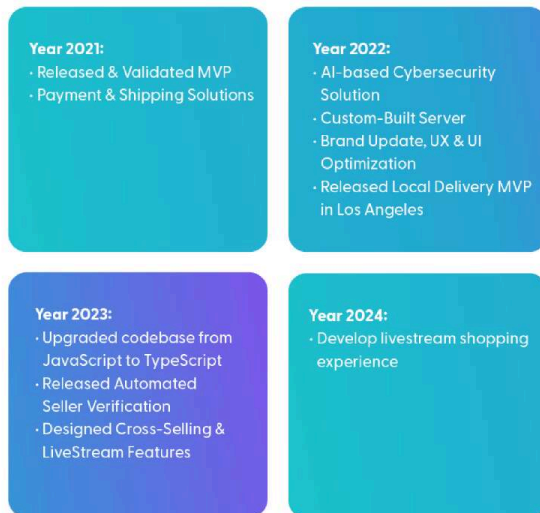 Year 2021:
· Released & Validated MVP
· Payment & Shipping Solutions
Year 2022:
· AI-based Cybersecurity
Solution
· Custom-Built Server
· Brand Update, UX & UI
Optimization
· Released Local Delivery MVP
in Los Angeles
Year 2023:
· Upgraded codebase from
JavaScript to TypeScript
· Released Automated
Seller Verification
· Designed Cross-Selling &
LiveStream Features
Year 2024:
· Develop livestream shopping
experience